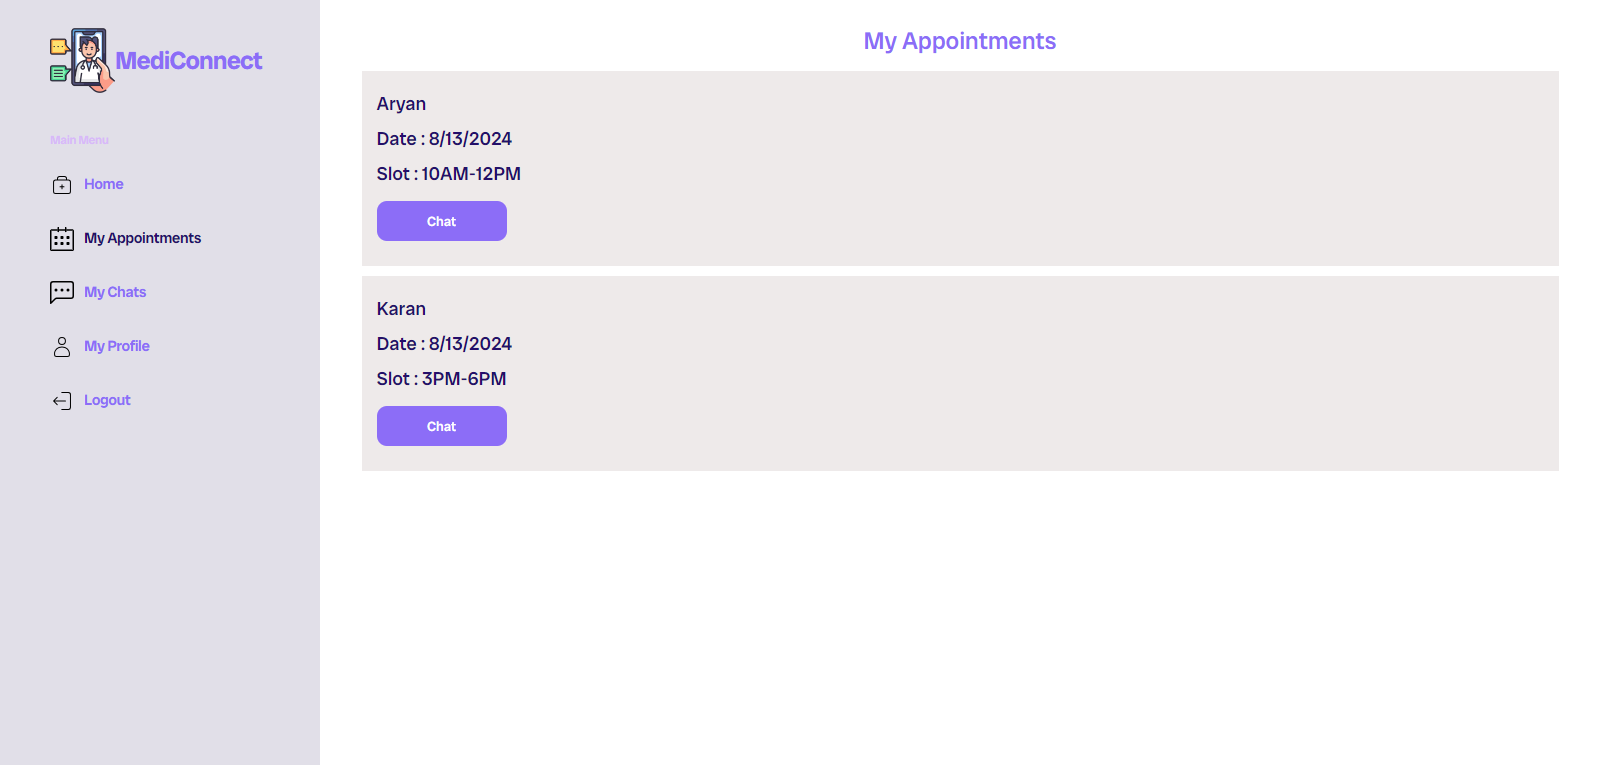 MediConnect
Main Menu
Home
My Appointments
My Chats
My Profile
Logout
My Appointments
Aryan
Date : 8/13/2024
Slot : 10AM-12PM
Chat
Karan
Date : 8/13/2024
Slot : 3PM-6PM
Chat